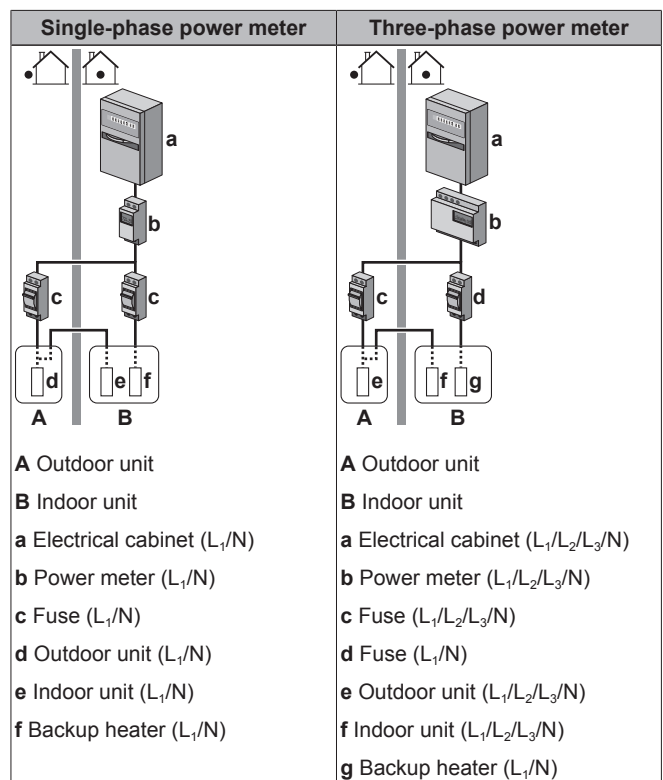 Single-phase power meter
Three-phase power meter
a
b
c
c
d
e
f
A
B
a
b
c
d
e
f
g
A
B
A Outdoor unit
B Indoor unit
a Electrical cabinet (L₁/N)
b Power meter (L₁/N)
c Fuse (L₁/N)
d Outdoor unit (L₁/N)
e Indoor unit (L₁/N)
f Backup heater (L₁/N)
A Outdoor unit
B Indoor unit
a Electrical cabinet (L₁/L₂/L₃/N)
b Power meter (L₁/L₂/L₃/N)
c Fuse (L₁/L₂/L₃/N)
d Fuse (L₁/N)
e Outdoor unit (L₁/L₂/L₃/N)
f Indoor unit (L₁/L₂/L₃/N)
g Backup heater (L₁/N)